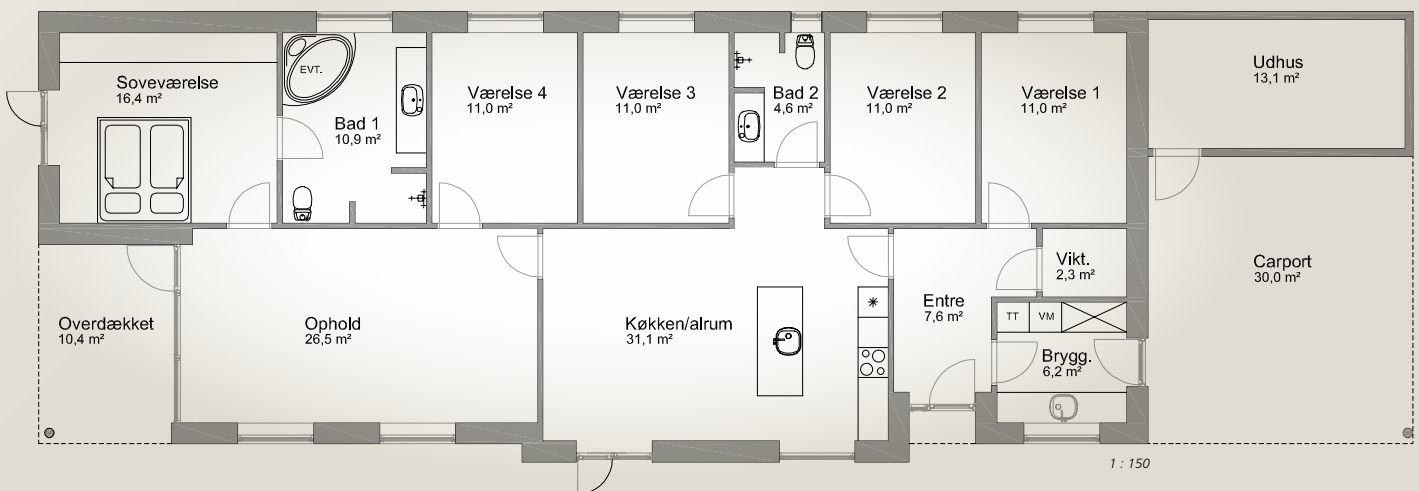 Soveværelse
16,4 m²
EVT.
Bad 1
10,9 m²
Værelse 4
11,0 m²
Værelse 3
11,0 m²
Bad 2
4,6 m²
Værelse 2
11,0 m²
Værelse 1
11,0 m²
Udhus
13,1 m²
Overdækket
10,4 m²
Ophold
26,5 m²
Køkken/alrum
31,1 m²
Entre
7,6 m²
Vikt.
2,3 m²
TT
VM
Brygg.
6,2 m²
Carport
30,0 m²
1 : 150